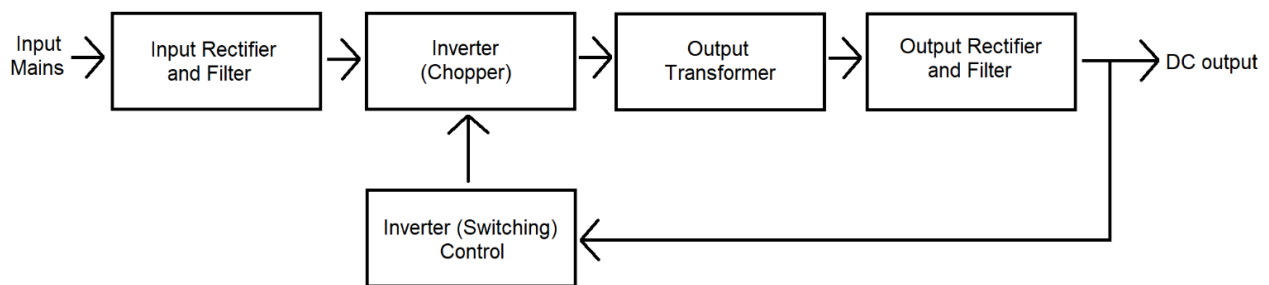 Input
Mains
Input Rectifier
and Filter
Inverter
(Chopper)
Output
Transformer
Output Rectifier
and Filter
DC output
Inverter (Switching)
Control